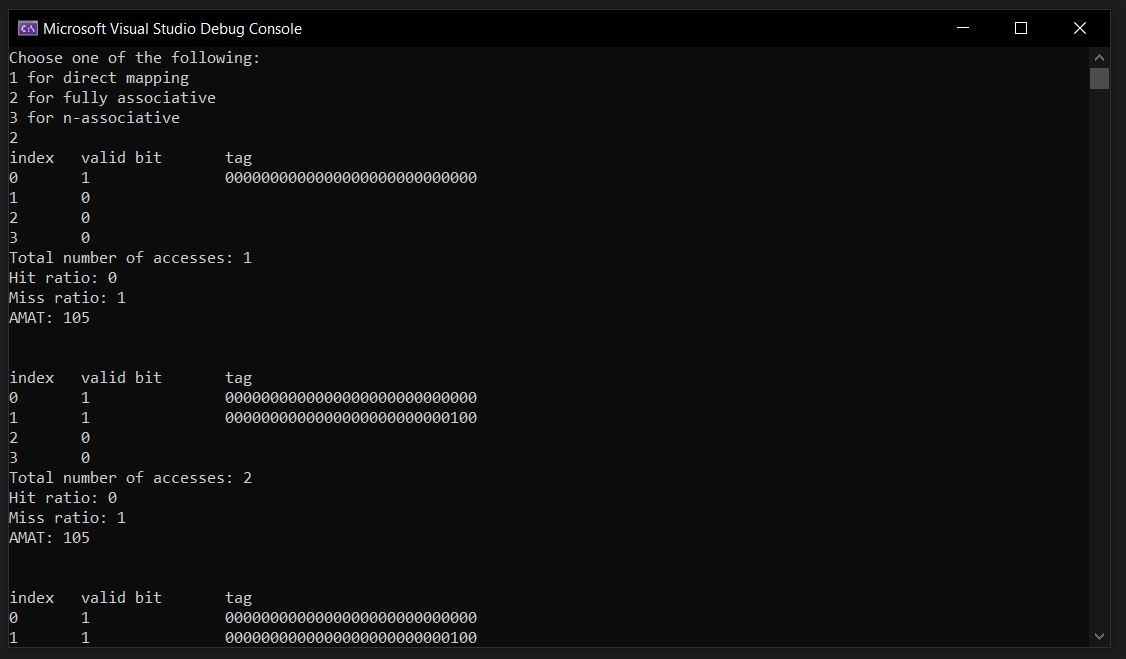 Microsoft Visual Studio Debug Console
Choose one of the following:
1 for direct mapping
2 for fully associative
3 for n-associative
2
index valid bit tag
0 1 0000000000000000000000000000
1 0
2 0
3 0
Total number of accesses: 1
Hit ratio: 0
Miss ratio: 1
AMAT: 105
index valid bit tag
0 1 0000000000000000000000000000
1 1 0000000000000000000000000100
2 0
3 0
Total number of accesses: 2
Hit ratio: 0
Miss ratio: 1
AMAT: 105
index valid bit tag
0 1 0000000000000000000000000000
1 1 0000000000000000000000000100